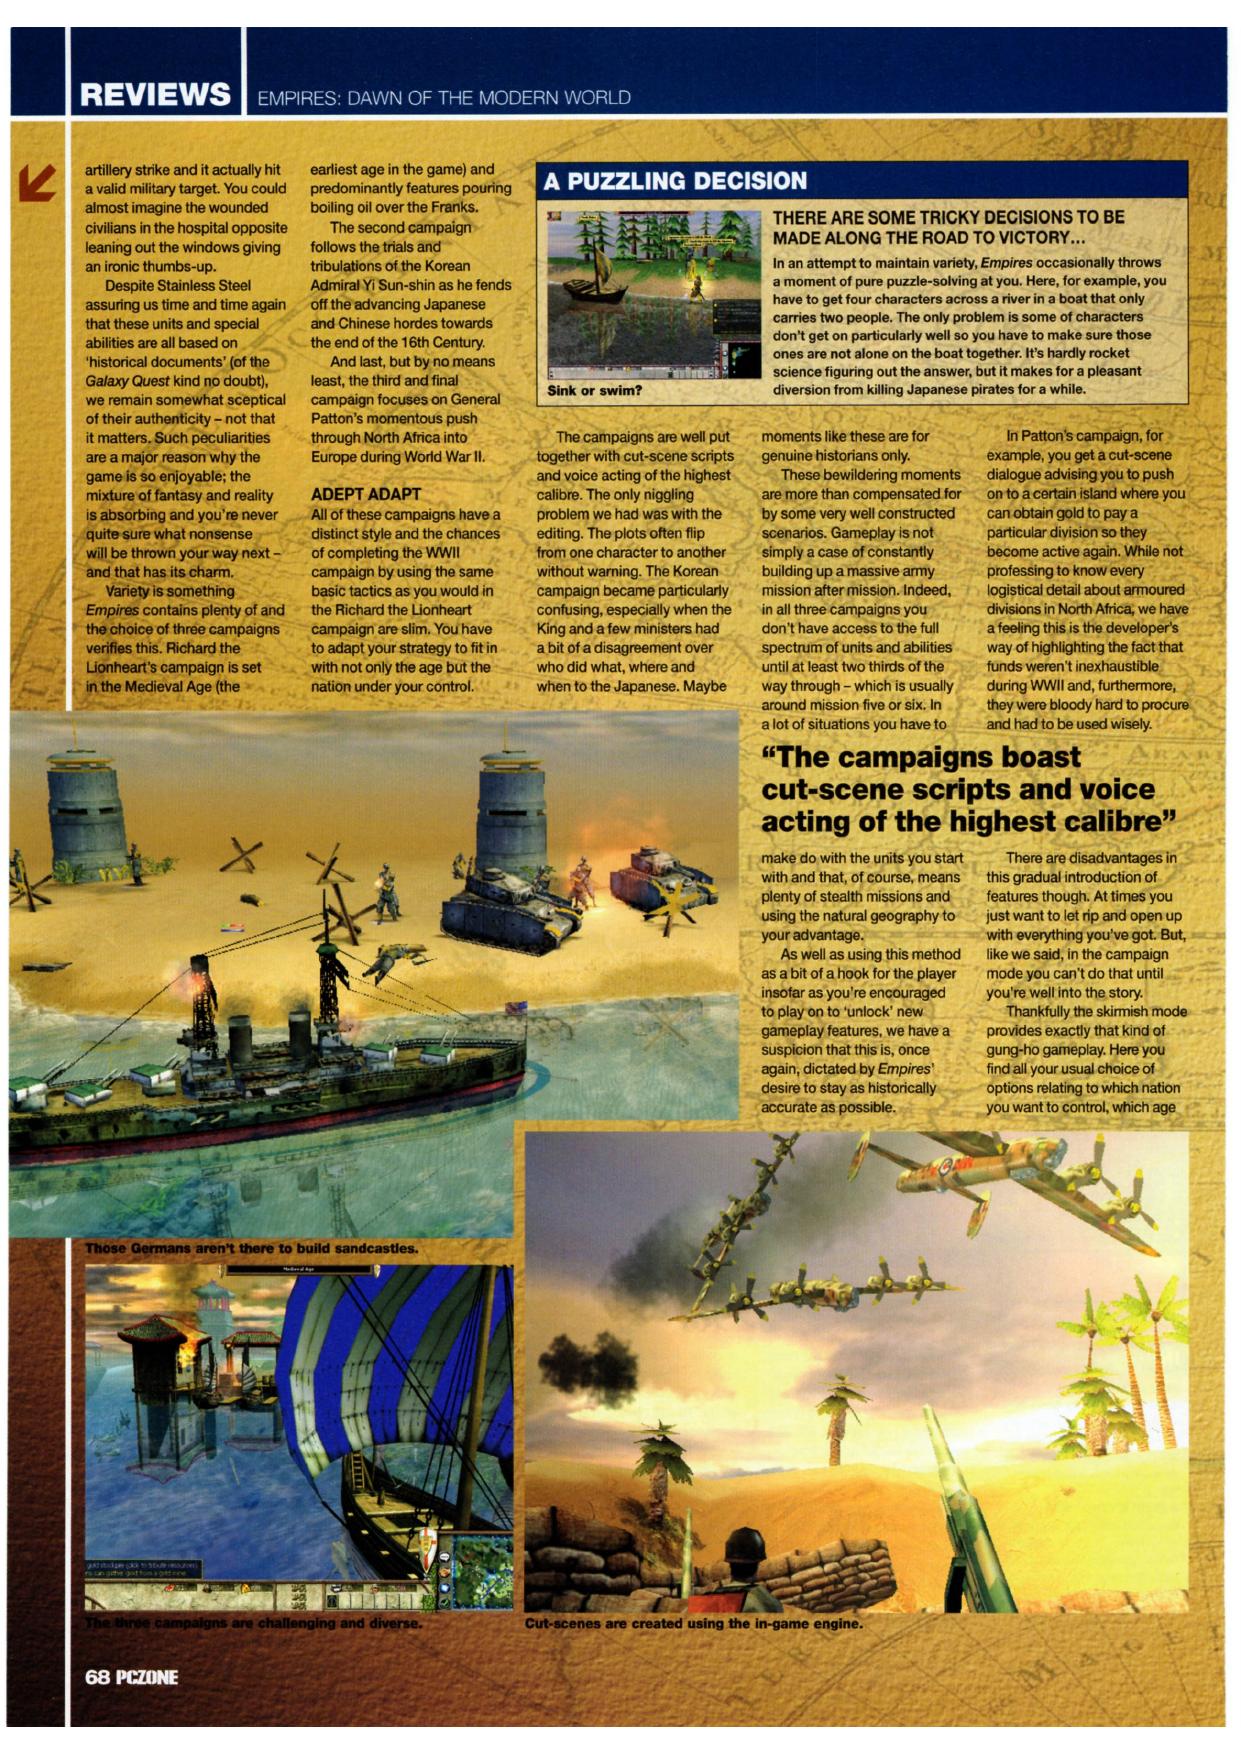 REVIEWS
EMPIRES: DAWN OF THE MODERN WORLD
artillery strike and it actually hit
a valid military target. You could
almost imagine the wounded
civilians in the hospital opposite
leaning out the windows giving
an ironic thumbs-up.
Despite Stainless Steel
assuring us time and time again
that these units and special
abilities are all based on
‘historical documents’ (of the
Galaxy Quest kind no doubt),
we remain somewhat sceptical
of their authenticity – not that
it matters. Such peculiarities
are a major reason why the
game is so enjoyable; the
mixture of fantasy and reality
is absorbing and you're never
quite sure what nonsense
will be thrown your way next –
and that has its charm.
Variety is something
Empires contains plenty of and
the choice of three campaigns
verifies this. Richard the
Lionheart's campaign is set
in the Medieval Age (the
earliest age in the game) and
predominantly features pouring
boiling oil over the Franks.
The second campaign
follows the trials and
tribulations of the Korean
Admiral Yi Sun-shin as he fends
off the advancing Japanese
and Chinese hordes towards
the end of the 16th Century.
And last, but by no means
least, the third and final
campaign focuses on General
Patton's momentous push
through North Africa into
Europe during World War II.
ADEPT ADAPT
All of these campaigns have a
distinct style and the chances
of completing the WWII
campaign by using the same
basic tactics as you would in
the Richard the Lionheart
campaign are slim. You have
to adapt your strategy to fit in
with not only the age but the
nation under your control.
A PUZZLING DECISION
THERE ARE SOME TRICKY DECISIONS TO BE
MADE ALONG THE ROAD TO VICTORY...
In an attempt to maintain variety, Empires occasionally throws
a moment of pure puzzle-solving at you. Here, for example, you
have to get four characters across a river in a boat that only
carries two people. The only problem is some of characters
don't get on particularly well so you have to make sure those
ones are not alone on the boat together. It's hardly rocket
science figuring out the answer, but it makes for a pleasant
diversion from killing Japanese pirates for a while.
Sink or swim?
The campaigns are well put
together with cut-scene scripts
and voice acting of the highest
calibre. The only niggling
problem we had was with the
editing. The plots often flip
from one character to another
without warning. The Korean
campaign became particularly
confusing, especially when the
King and a few ministers had
a bit of a disagreement over
who did what, where and
when to the Japanese. Maybe
moments like these are for
genuine historians only.
These bewildering moments
are more than compensated for
by some very well constructed
scenarios. Gameplay is not
simply a case of constantly
building up a massive army
mission after mission. Indeed,
in all three campaigns you
don't have access to the full
spectrum of units and abilities
until at least two thirds of the
way through – which is usually
around mission five or six. In
a lot of situations you have to
make do with the units you start
with and that, of course, means
plenty of stealth missions and
using the natural geography to
your advantage.
As well as using this method
as a bit of a hook for the player
insofar as you're encouraged
to play on to ‘unlock’ new
gameplay features, we have a
suspicion that this is, once
again, dictated by Empires'
desire to stay as historically
accurate as possible.
In Patton's campaign, for
example, you get a cut-scene
dialogue advising you to push
on to a certain island where you
can obtain gold to pay a
particular division so they
become active again. While not
professing to know every
logistical detail about armoured
divisions in North Africa, we have
a feeling this is the developer's
way of highlighting the fact that
funds weren't inexhaustible
during WWII and, furthermore,
they were bloody hard to procure
and had to be used wisely.
“The campaigns boast
cut-scene scripts and voice
acting of the highest calibre”
There are disadvantages in
this gradual introduction of
features though. At times you
just want to let rip and open up
with everything you've got. But,
like we said, in the campaign
mode you can't do that until
you're well into the story.
Thankfully the skirmish mode
provides exactly that kind of
gung-ho gameplay. Here you
find all your usual choice of
options relating to which nation
you want to control, which age
Those Germans aren't there to build sandcastles.
Medieval Age
The three campaigns are challenging and diverse.
Cut-scenes are created using the in-game engine.
68 PCZONE